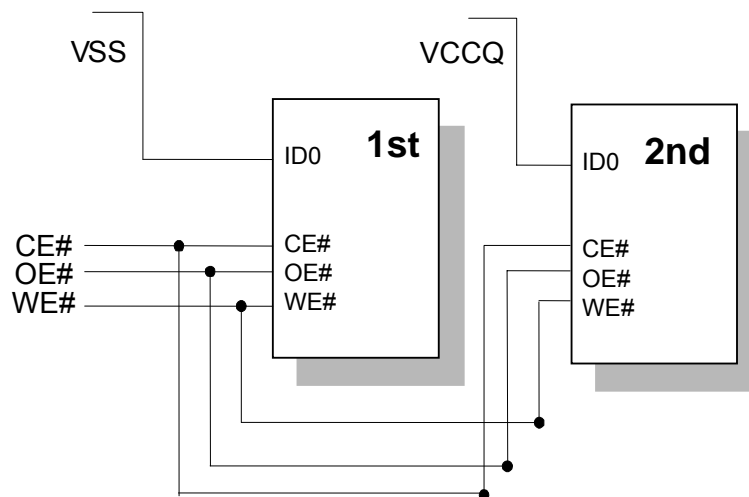 VSS
VCCQ
1st
ID0
2nd
ID0
CE#
OE#
WE#
CE#
OE#
WE#
CE#
OE#
WE#